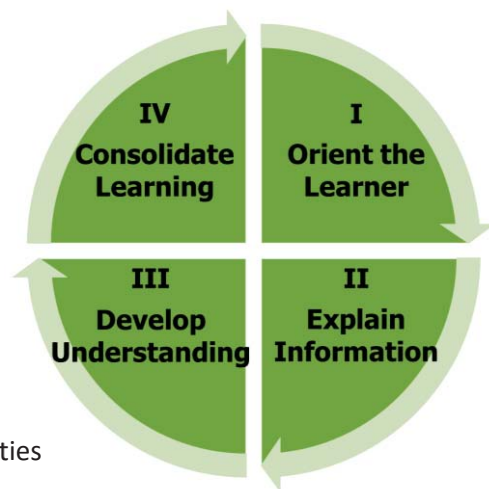 I
Orient the
Learner
II
Explain
Information
III
Develop
Understanding
IV
Consolidate
Learning
ties